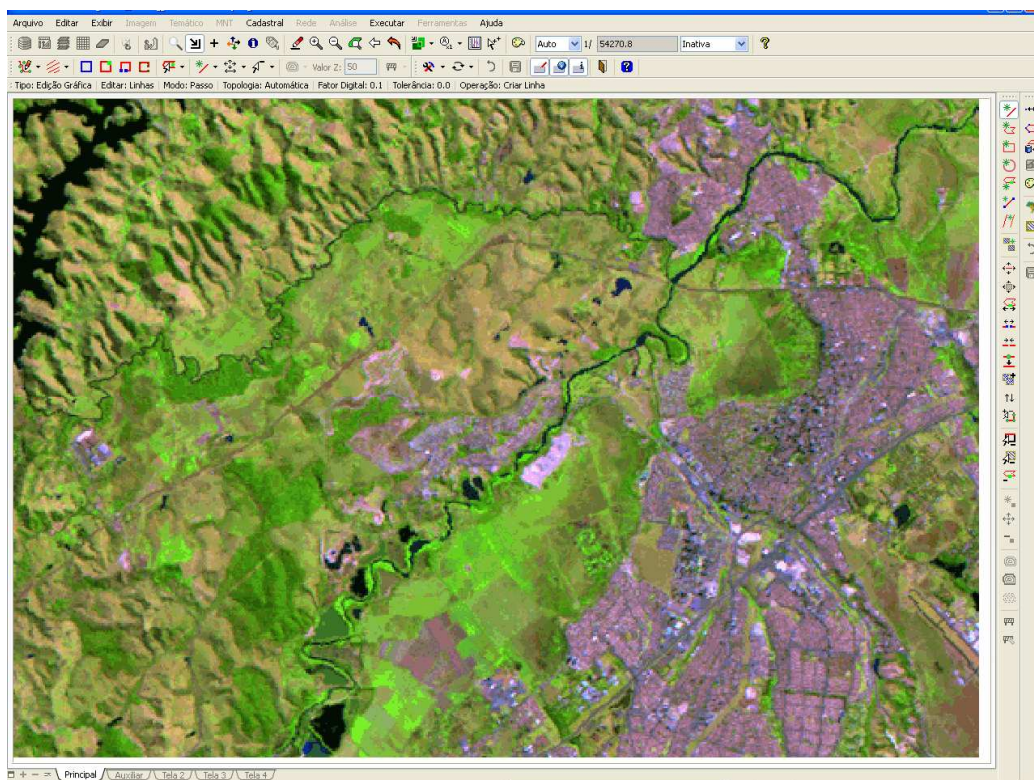 Arquivo Editar Exibir Imagem Temático MNT Cadastral Rede Análise Executar Ferramentas Ajuda
Auto 1/ 54270.8 Inativa
Valor Z: 50
Tipo: Edição Gráfica Editar: Linhas Modo: Passo Topologia: Automática Fator Digital: 0.1 Tolerância: 0.0 Operação: Criar Linha
Principal Auxiliar Tela 2 Tela 3 Tela 4